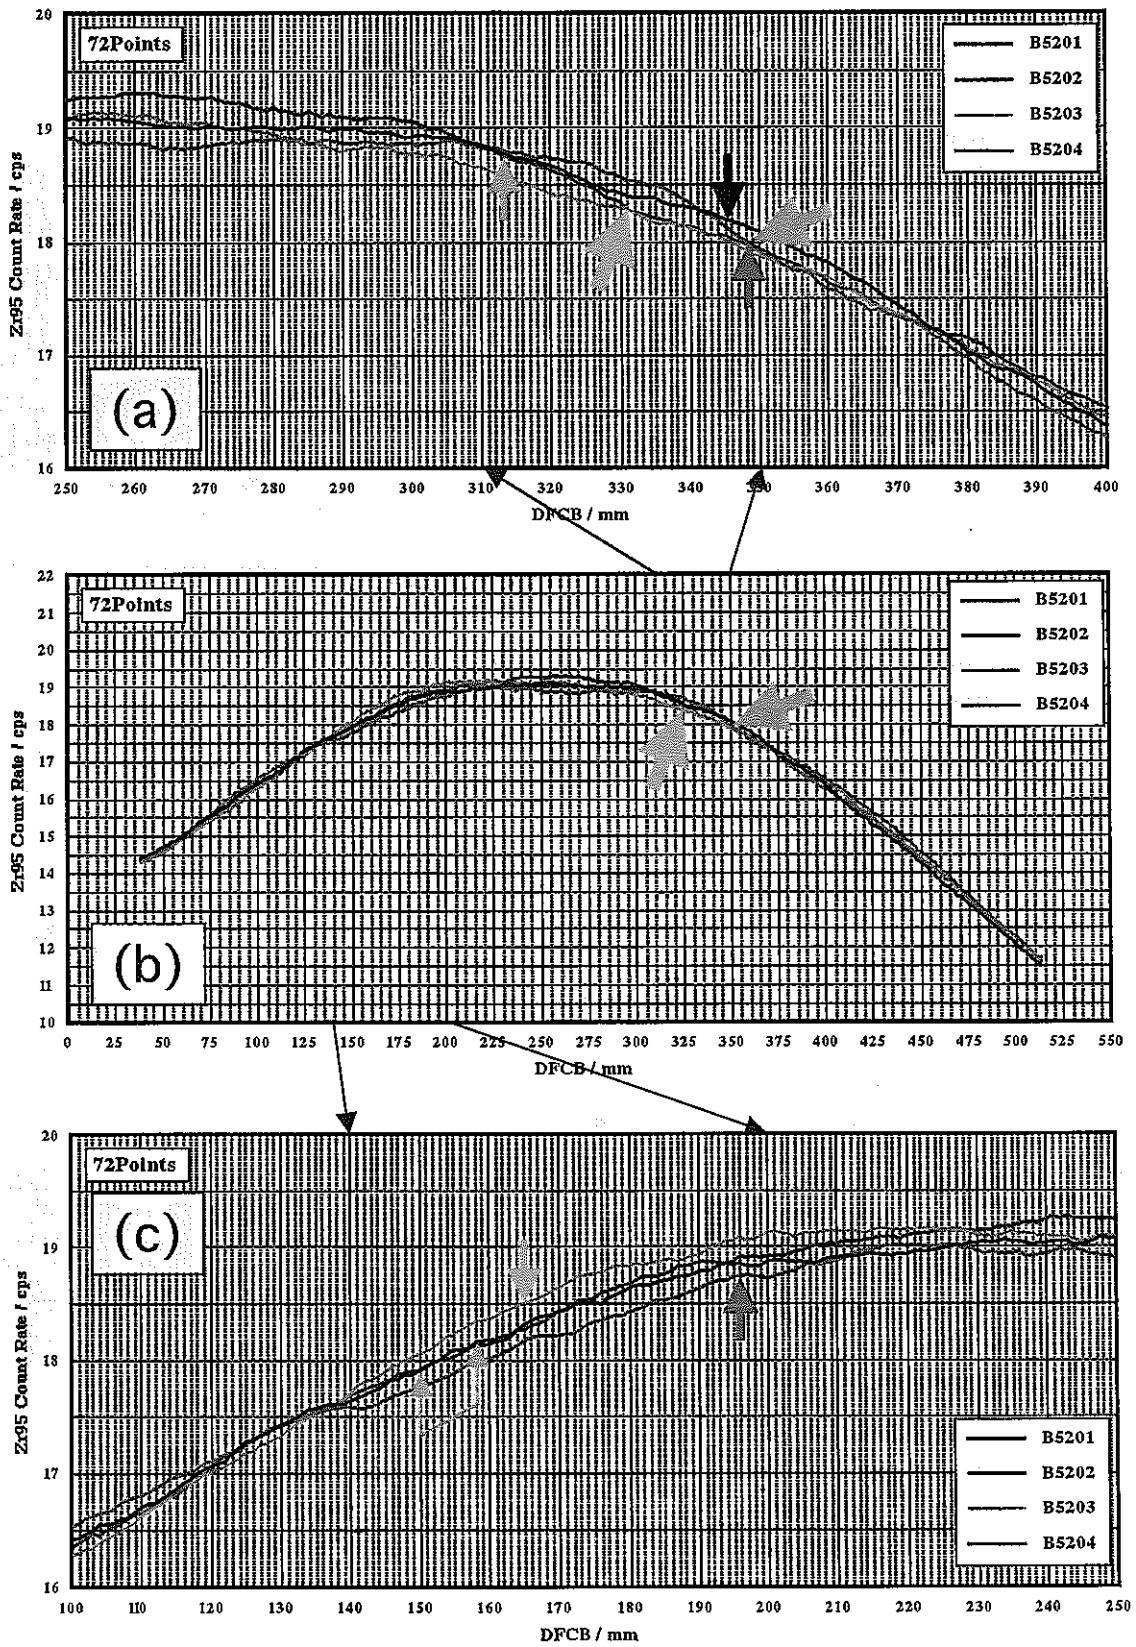 20
72Points
B5201
B5202
B5203
B5204
19
18
17
16
Zr95 Count Rate / cps
(a)
250 260 270 280 290 300 310 320 330 340 350 360 370 380 390 400
DFCB / mm
22
21
20
19
18
17
16
15
14
13
12
11
10
72Points
B5201
B5202
B5203
B5204
Zr95 Count Rate / cps
(b)
0 25 50 75 100 125 150 175 200 225 250 275 300 325 350 375 400 425 450 475 500 525 550
DFCB / mm
20
72Points
(c)
19
18
17
16
Zr95 Count Rate / cps
B5201
B5202
B5203
B5204
100 110 120 130 140 150 160 170 180 190 200 210 220 230 240 250
DFCB / mm